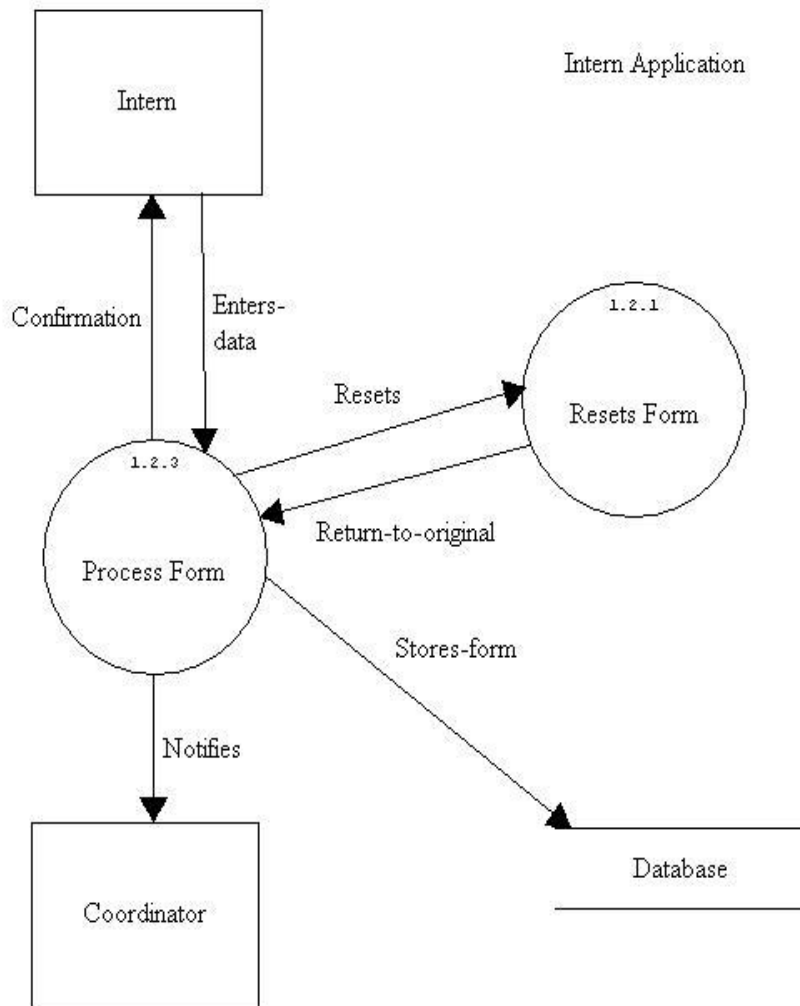 Intern Application
Intern
Confirmation
Enters-
data
1.2.1
Resets Form
Resets
1.2.3
Process Form
Return-to-original
Stores-form
Notifies
Database
Coordinator